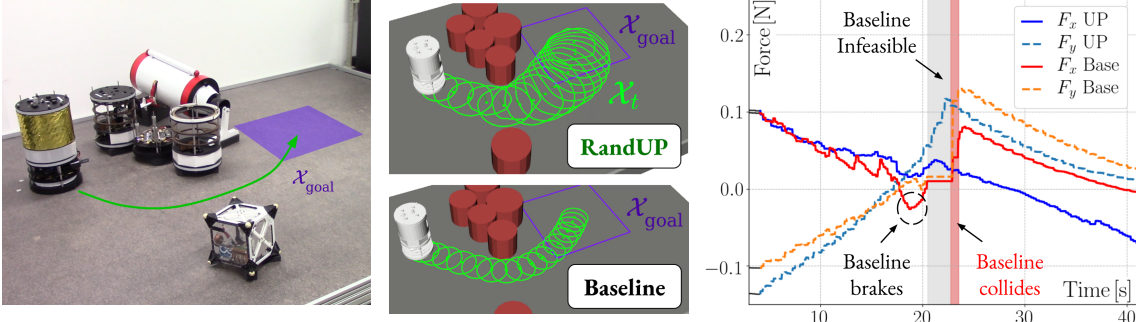 𝒳goal
𝒳goal
𝒳t
RandUP
𝒳goal
Baseline
Force [N]
0.2
0.1
0.0
−0.1
10
20
30
40
Time [s]
Baseline
Infeasible
Fx UP
Fy UP
Fx Base
Fy Base
Baseline
brakes
Baseline
collides